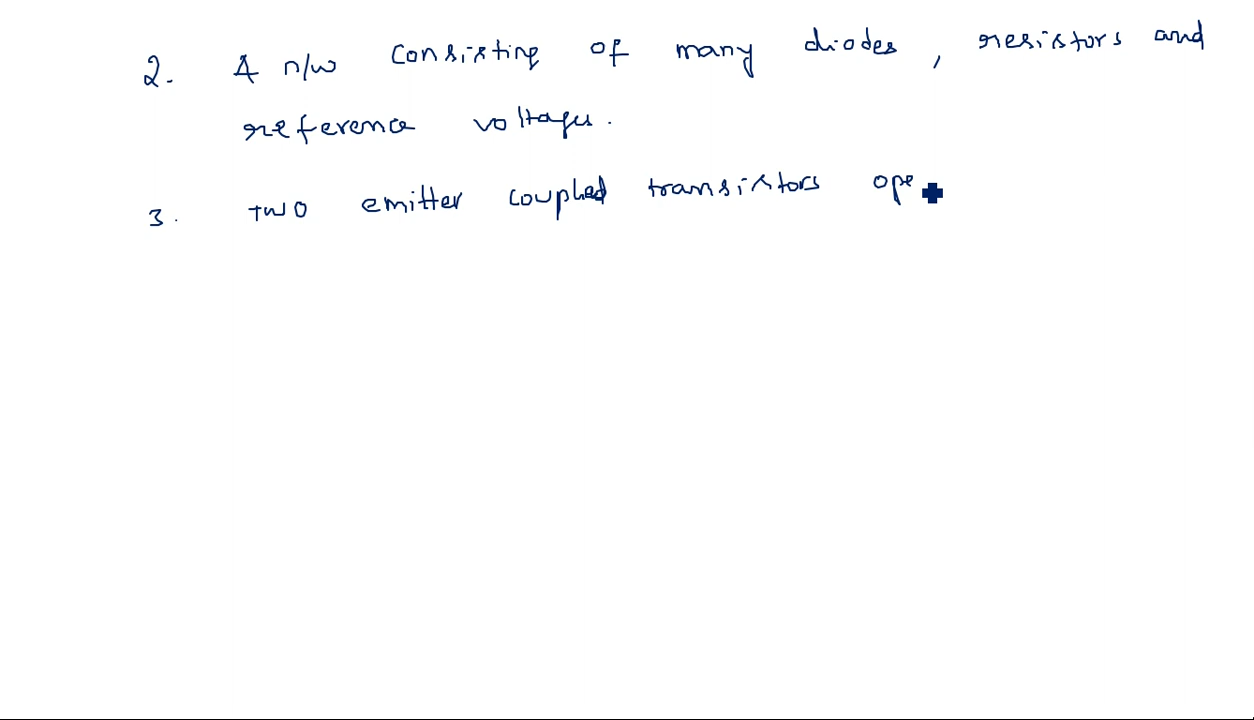 2. A n/w consisting of many diodes, resistors and
reference voltages.
3. two emitter coupled transistors ope